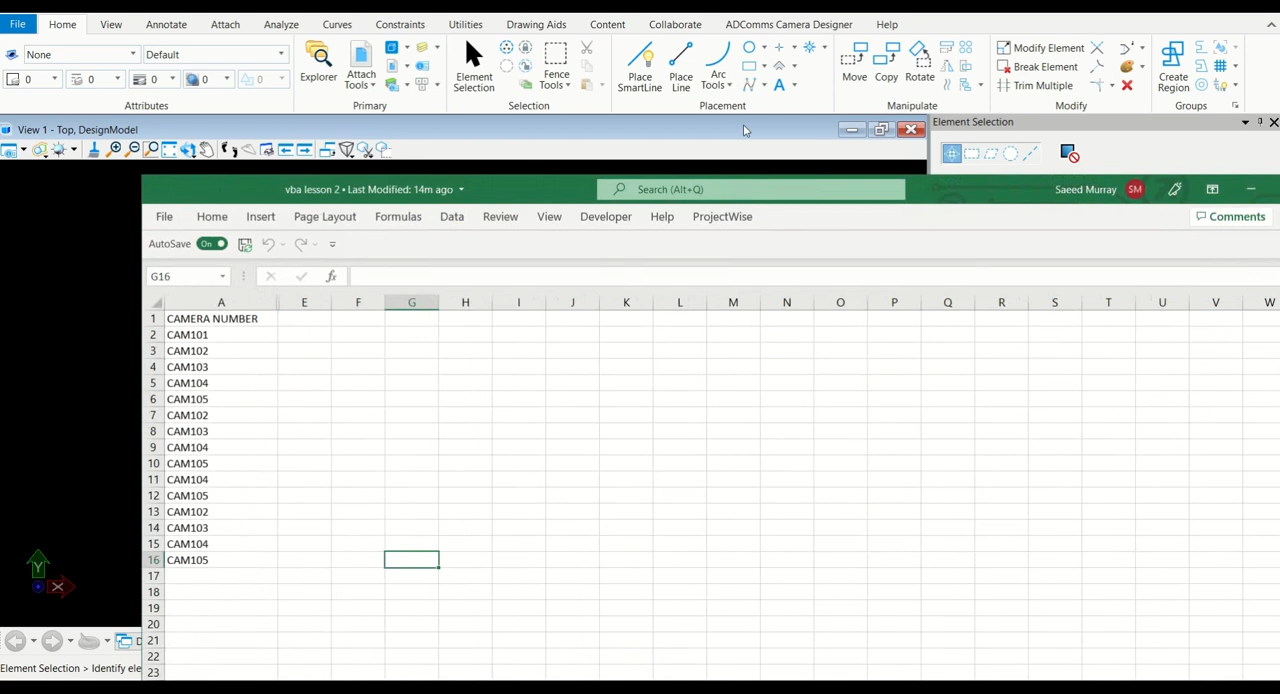 File Home View Annotate Attach Analyze Curves Constraints Utilities Drawing Aids Content Collaborate ADComms Camera Designer Help
None Default
0 0 0 0 0
Explorer Attach Tools Element Selection Fence Tools Place SmartLine Place Line Arc Tools Move Copy Rotate Modify Element Break Element Trim Multiple Create Region
Attributes Primary Selection Placement Manipulate Modify Groups
View 1 - Top, DesignModel
Element Selection
vba lesson 2 • Last Modified: 14m ago
Search (Alt+Q)
Saeed Murray SM
File Home Insert Page Layout Formulas Data Review View Developer Help ProjectWise Comments
AutoSave On
G16 fx
A E F G H I J K L M N O P Q R S T U V W
1 CAMERA NUMBER
2 CAM101
3 CAM102
4 CAM103
5 CAM104
6 CAM105
7 CAM102
8 CAM103
9 CAM104
10 CAM105
11 CAM104
12 CAM105
13 CAM102
14 CAM103
15 CAM104
16 CAM105
17
18
19
20
21
22
23
Y
X
Element Selection > Identify ele